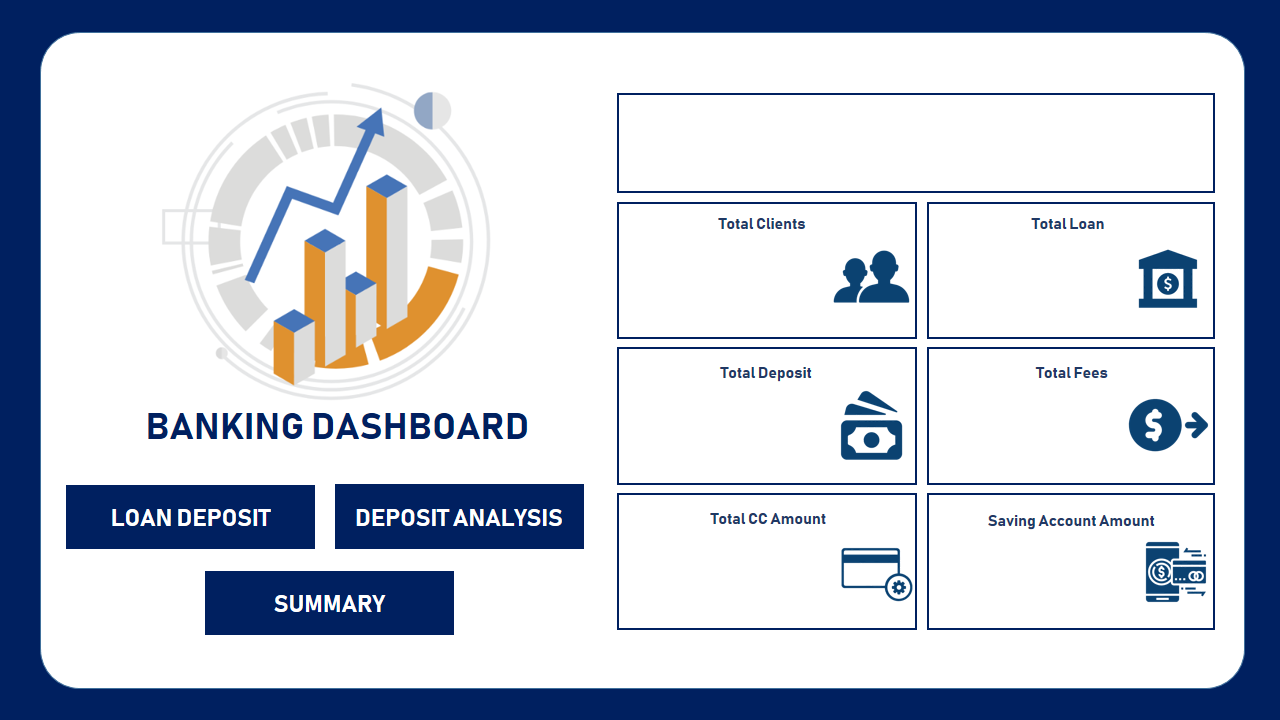 BANKING DASHBOARD
LOAN DEPOSIT
DEPOSIT ANALYSIS
SUMMARY
Total Clients
Total Loan
$
Total Deposit
Total Fees
$
Total CC Amount
Saving Account Amount
$